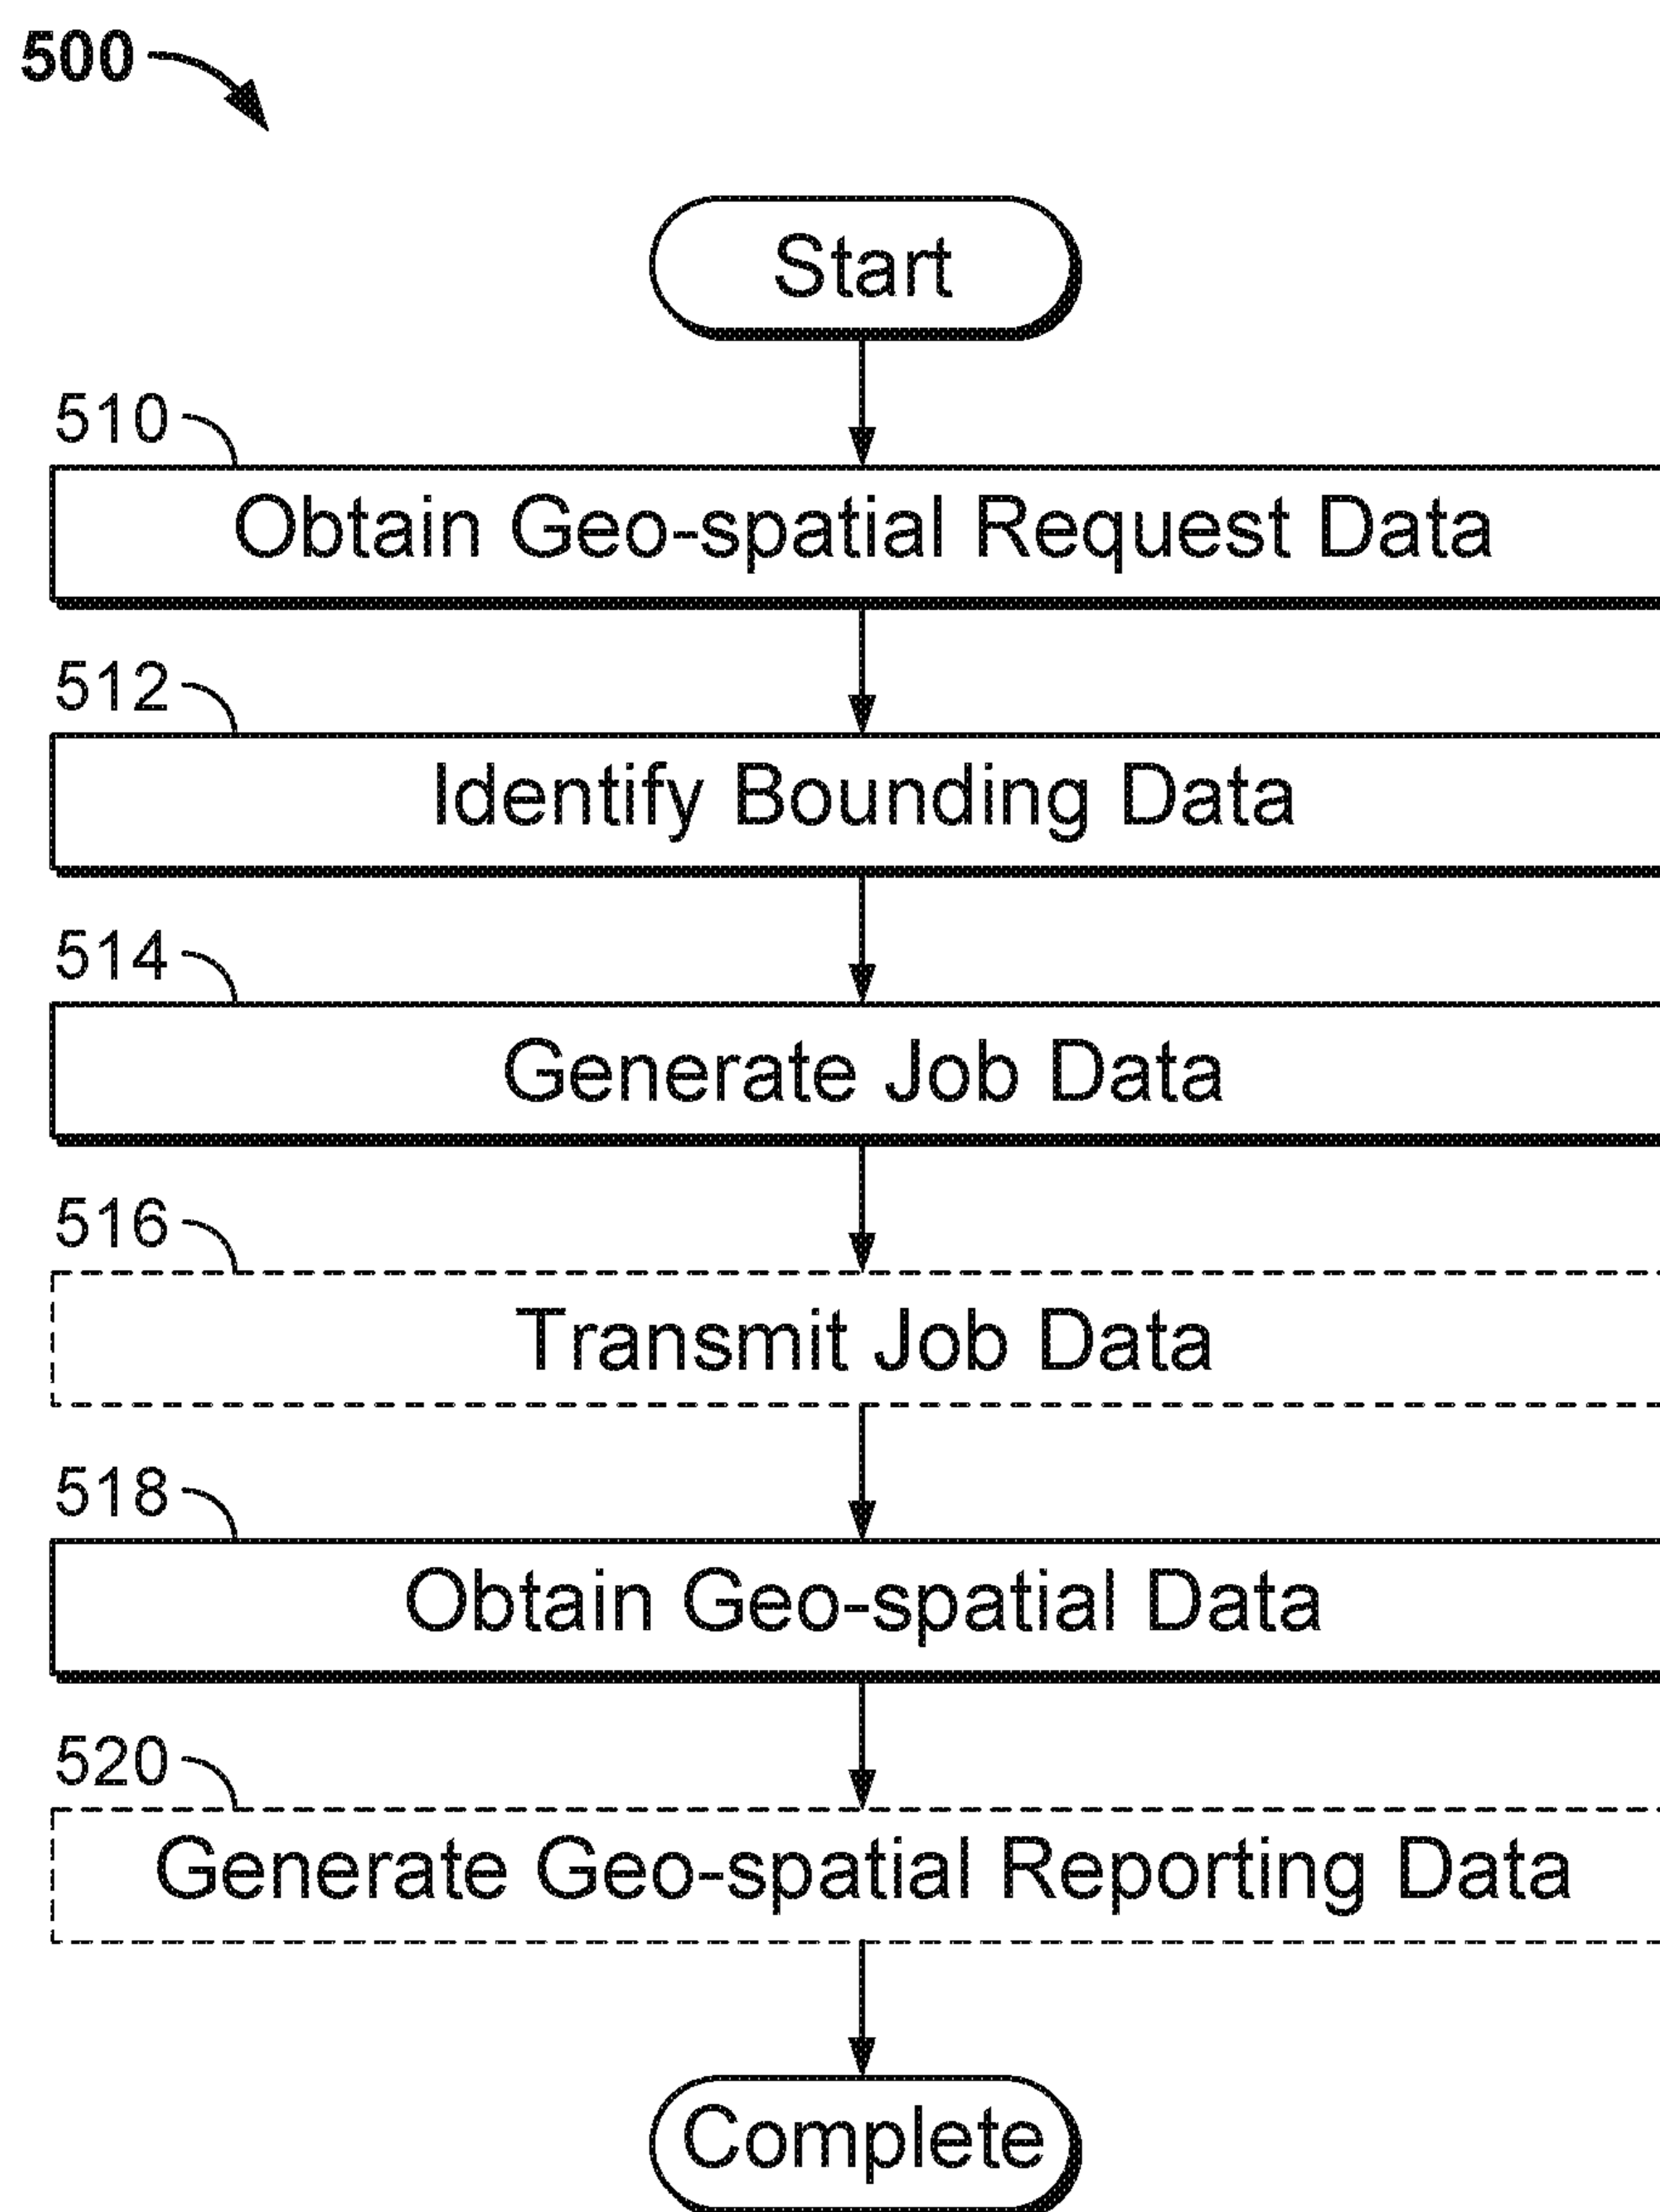 500
Start
510
Obtain Geo-spatial Request Data
512
Identify Bounding Data
514
Generate Job Data
516
Transmit Job Data
518
Obtain Geo-spatial Data
520
Generate Geo-spatial Reporting Data
Complete